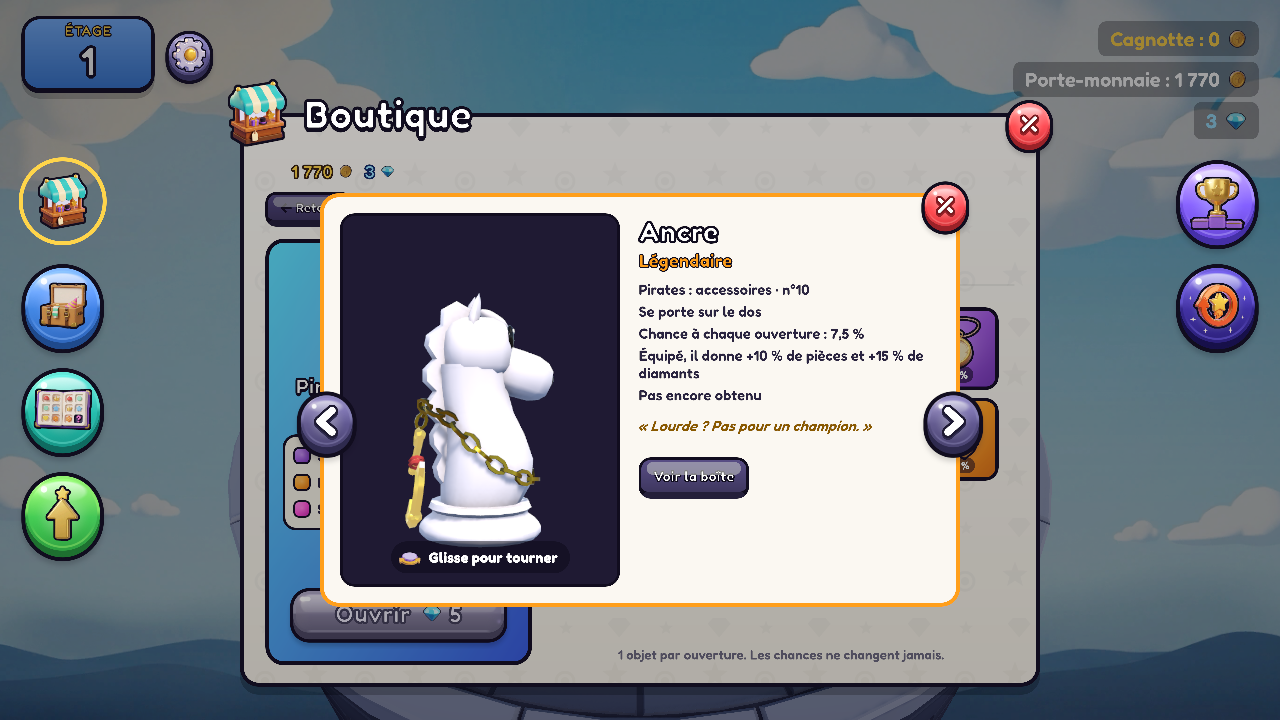 ÉTAGE
1
Cagnotte : 0
Porte-monnaie : 1 770
3
Boutique
1 770 3
Ancre
Légendaire
Pirates : accessoires · n°10
Se porte sur le dos
Chance à chaque ouverture : 7,5 %
Équipé, il donne +10 % de pièces et +15 % de
diamants
Pas encore obtenu
« Lourde ? Pas pour un champion. »
Voir la boîte
Glisse pour tourner
Ouvrir 5
1 objet par ouverture. Les chances ne changent jamais.